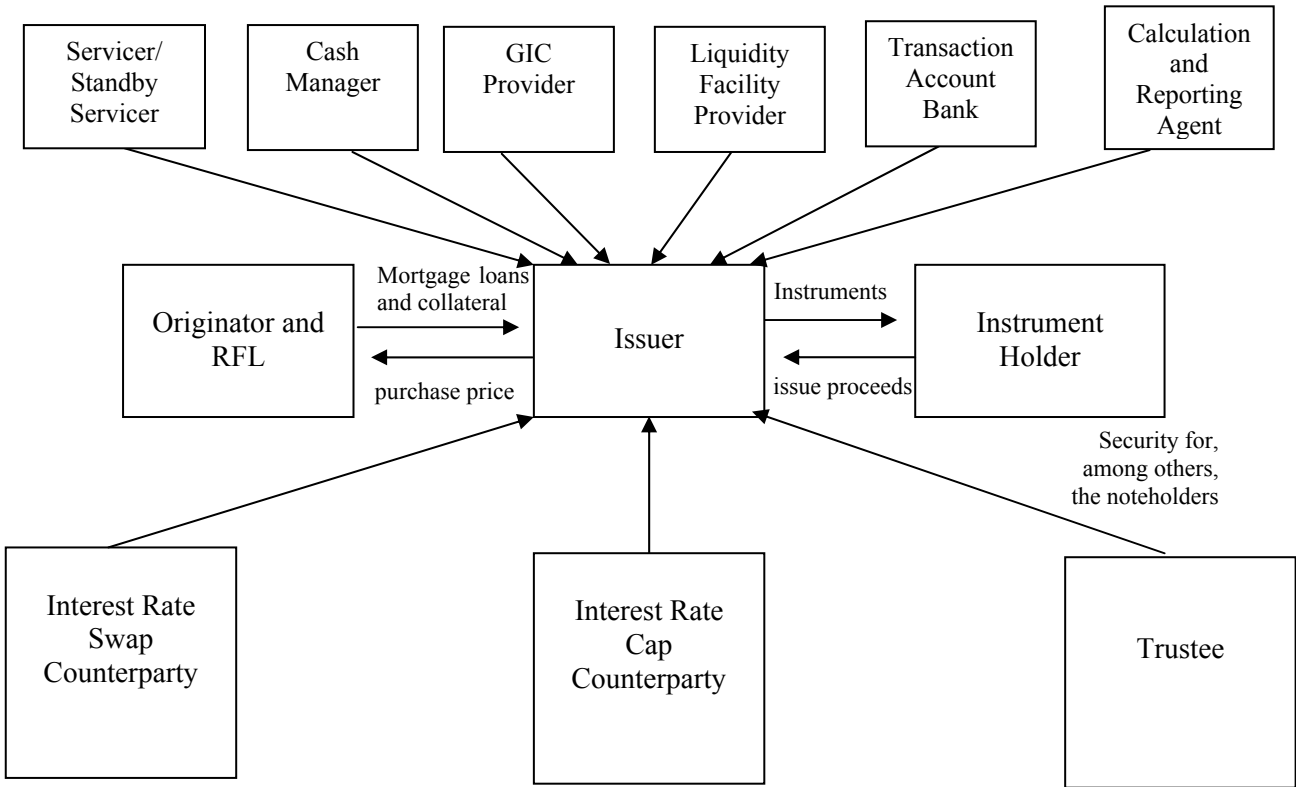 Servicer/
Standby
Servicer
Cash
Manager
GIC
Provider
Liquidity
Facility
Provider
Transaction
Account
Bank
Calculation
and
Reporting
Agent
Originator and
RFL
Mortgage loans
and collateral
purchase price
Issuer
Instruments
issue proceeds
Instrument
Holder
Security for,
among others,
the noteholders
Interest Rate
Swap
Counterparty
Interest Rate
Cap
Counterparty
Trustee